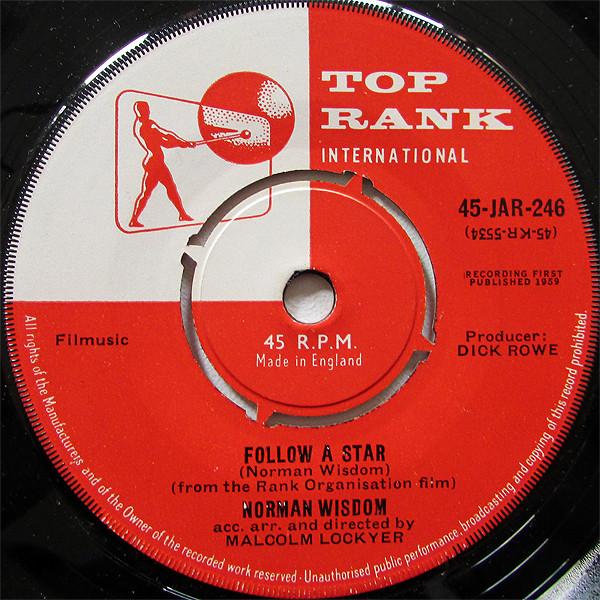 TOP
RANK
INTERNATIONAL
45-JAR-246
(45-KR-5534)
RECORDING FIRST
PUBLISHED 1959
Filmusic
45 R.P.M.
Made in England
Producer:
DICK ROWE
FOLLOW A STAR
(Norman Wisdom)
(from the Rank Organisation film)
NORMAN WISDOM
acc. arr. and directed by
MALCOLM LOCKYER
All rights of the Manufacturers and of the Owner of the recorded work reserved · Unauthorised public performance, broadcasting and copying of this record prohibited.